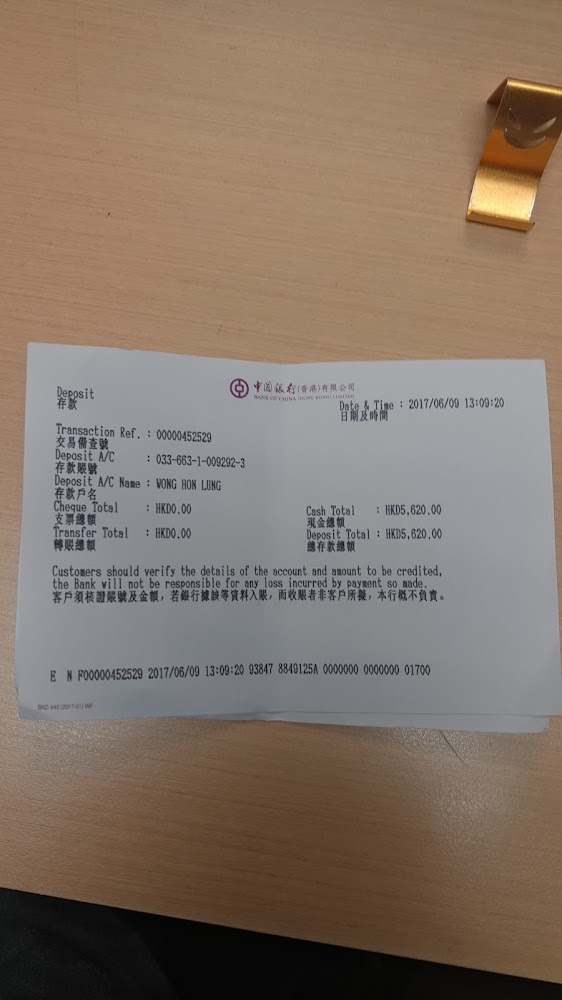 中國銀行(香港)有限公司
BANK OF CHINA (HONG KONG) LIMITED
Deposit
存款
Date & Time : 2017/06/09 13:09:20
日期及時間
Transaction Ref. : 00000452529
交易備查號
Deposit A/C : 033-663-1-009292-3
存款賬號
Deposit A/C Name : WONG HON LUNG
存款戶名
Cheque Total : HKD0.00 Cash Total : HKD5,620.00
支票總額 現金總額
Transfer Total : HKD0.00 Deposit Total : HKD5,620.00
轉賬總額 總存款總額
Customers should verify the details of the account and amount to be credited,
the Bank will not be responsible for any loss incurred by payment so made.
客戶須核證賬號及金額，若銀行據該等資料入賬，而收賬者非客戶所擬，本行概不負責。
E N F00000452529 2017/06/09 13:09:20 93847 8849125A 0000000 0000000 01700
BKD 443 (2017-01) WF